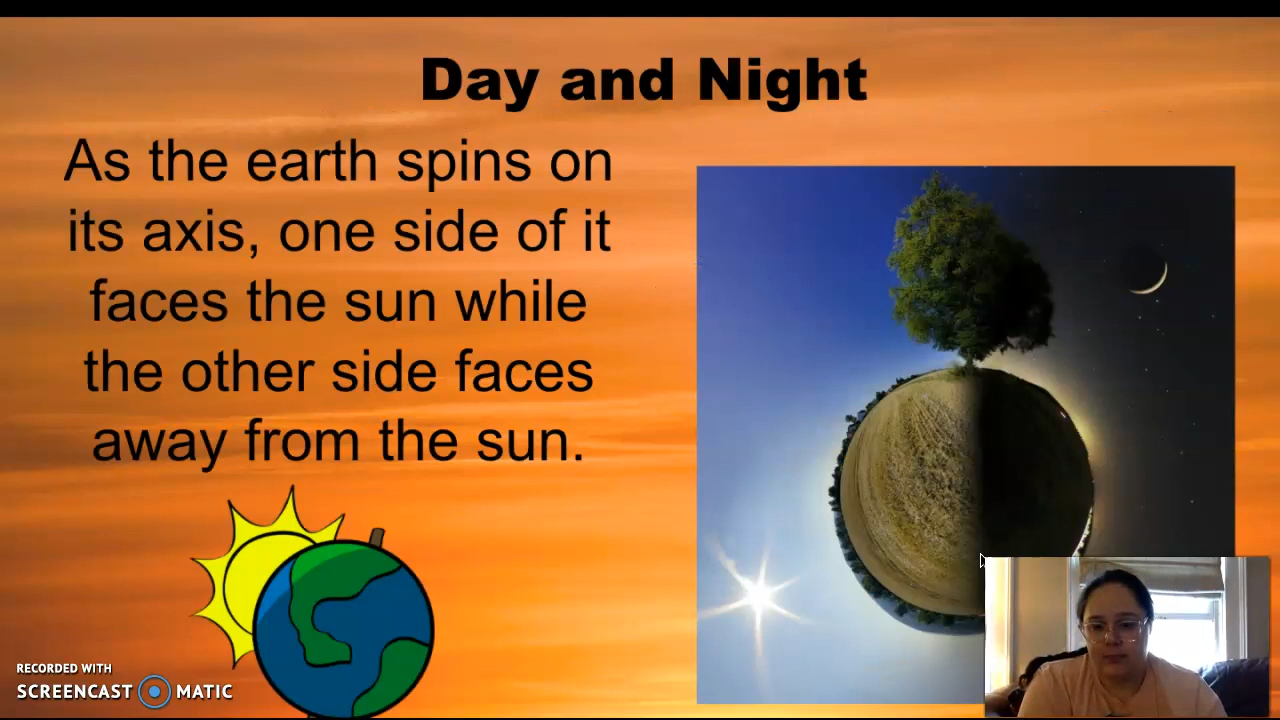 Day and Night
As the earth spins on
its axis, one side of it
faces the sun while
the other side faces
away from the sun.
RECORDED WITH
SCREENCAST MATIC